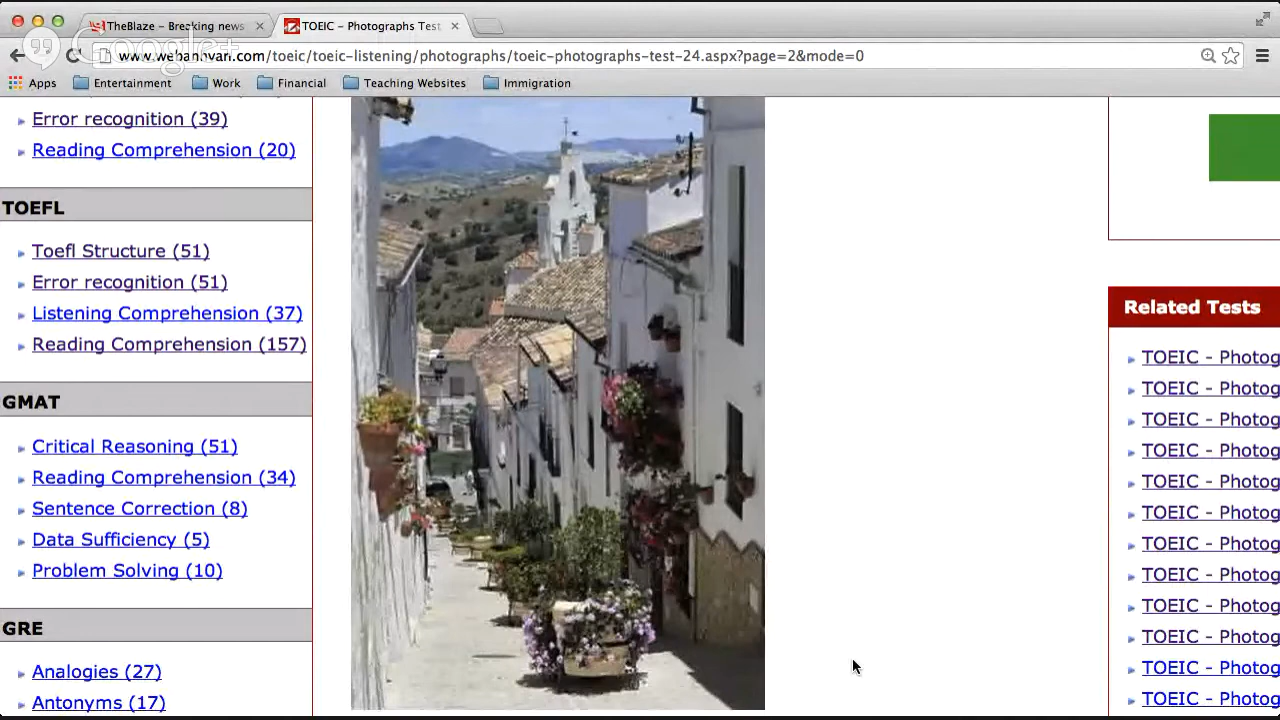 TheBlaze - Breaking news
TOEIC - Photographs Test
Google+
www.webanhvan.com/toeic/toeic-listening/photographs/toeic-photographs-test-24.aspx?page=2&mode=0
Apps
Entertainment
Work
Financial
Teaching Websites
Immigration
Error recognition (39)
Reading Comprehension (20)
TOEFL
Toefl Structure (51)
Error recognition (51)
Listening Comprehension (37)
Reading Comprehension (157)
GMAT
Critical Reasoning (51)
Reading Comprehension (34)
Sentence Correction (8)
Data Sufficiency (5)
Problem Solving (10)
GRE
Analogies (27)
Antonyms (17)
Related Tests
TOEIC - Photog
TOEIC - Photog
TOEIC - Photog
TOEIC - Photog
TOEIC - Photog
TOEIC - Photog
TOEIC - Photog
TOEIC - Photog
TOEIC - Photog
TOEIC - Photog
TOEIC - Photog
TOEIC - Photog